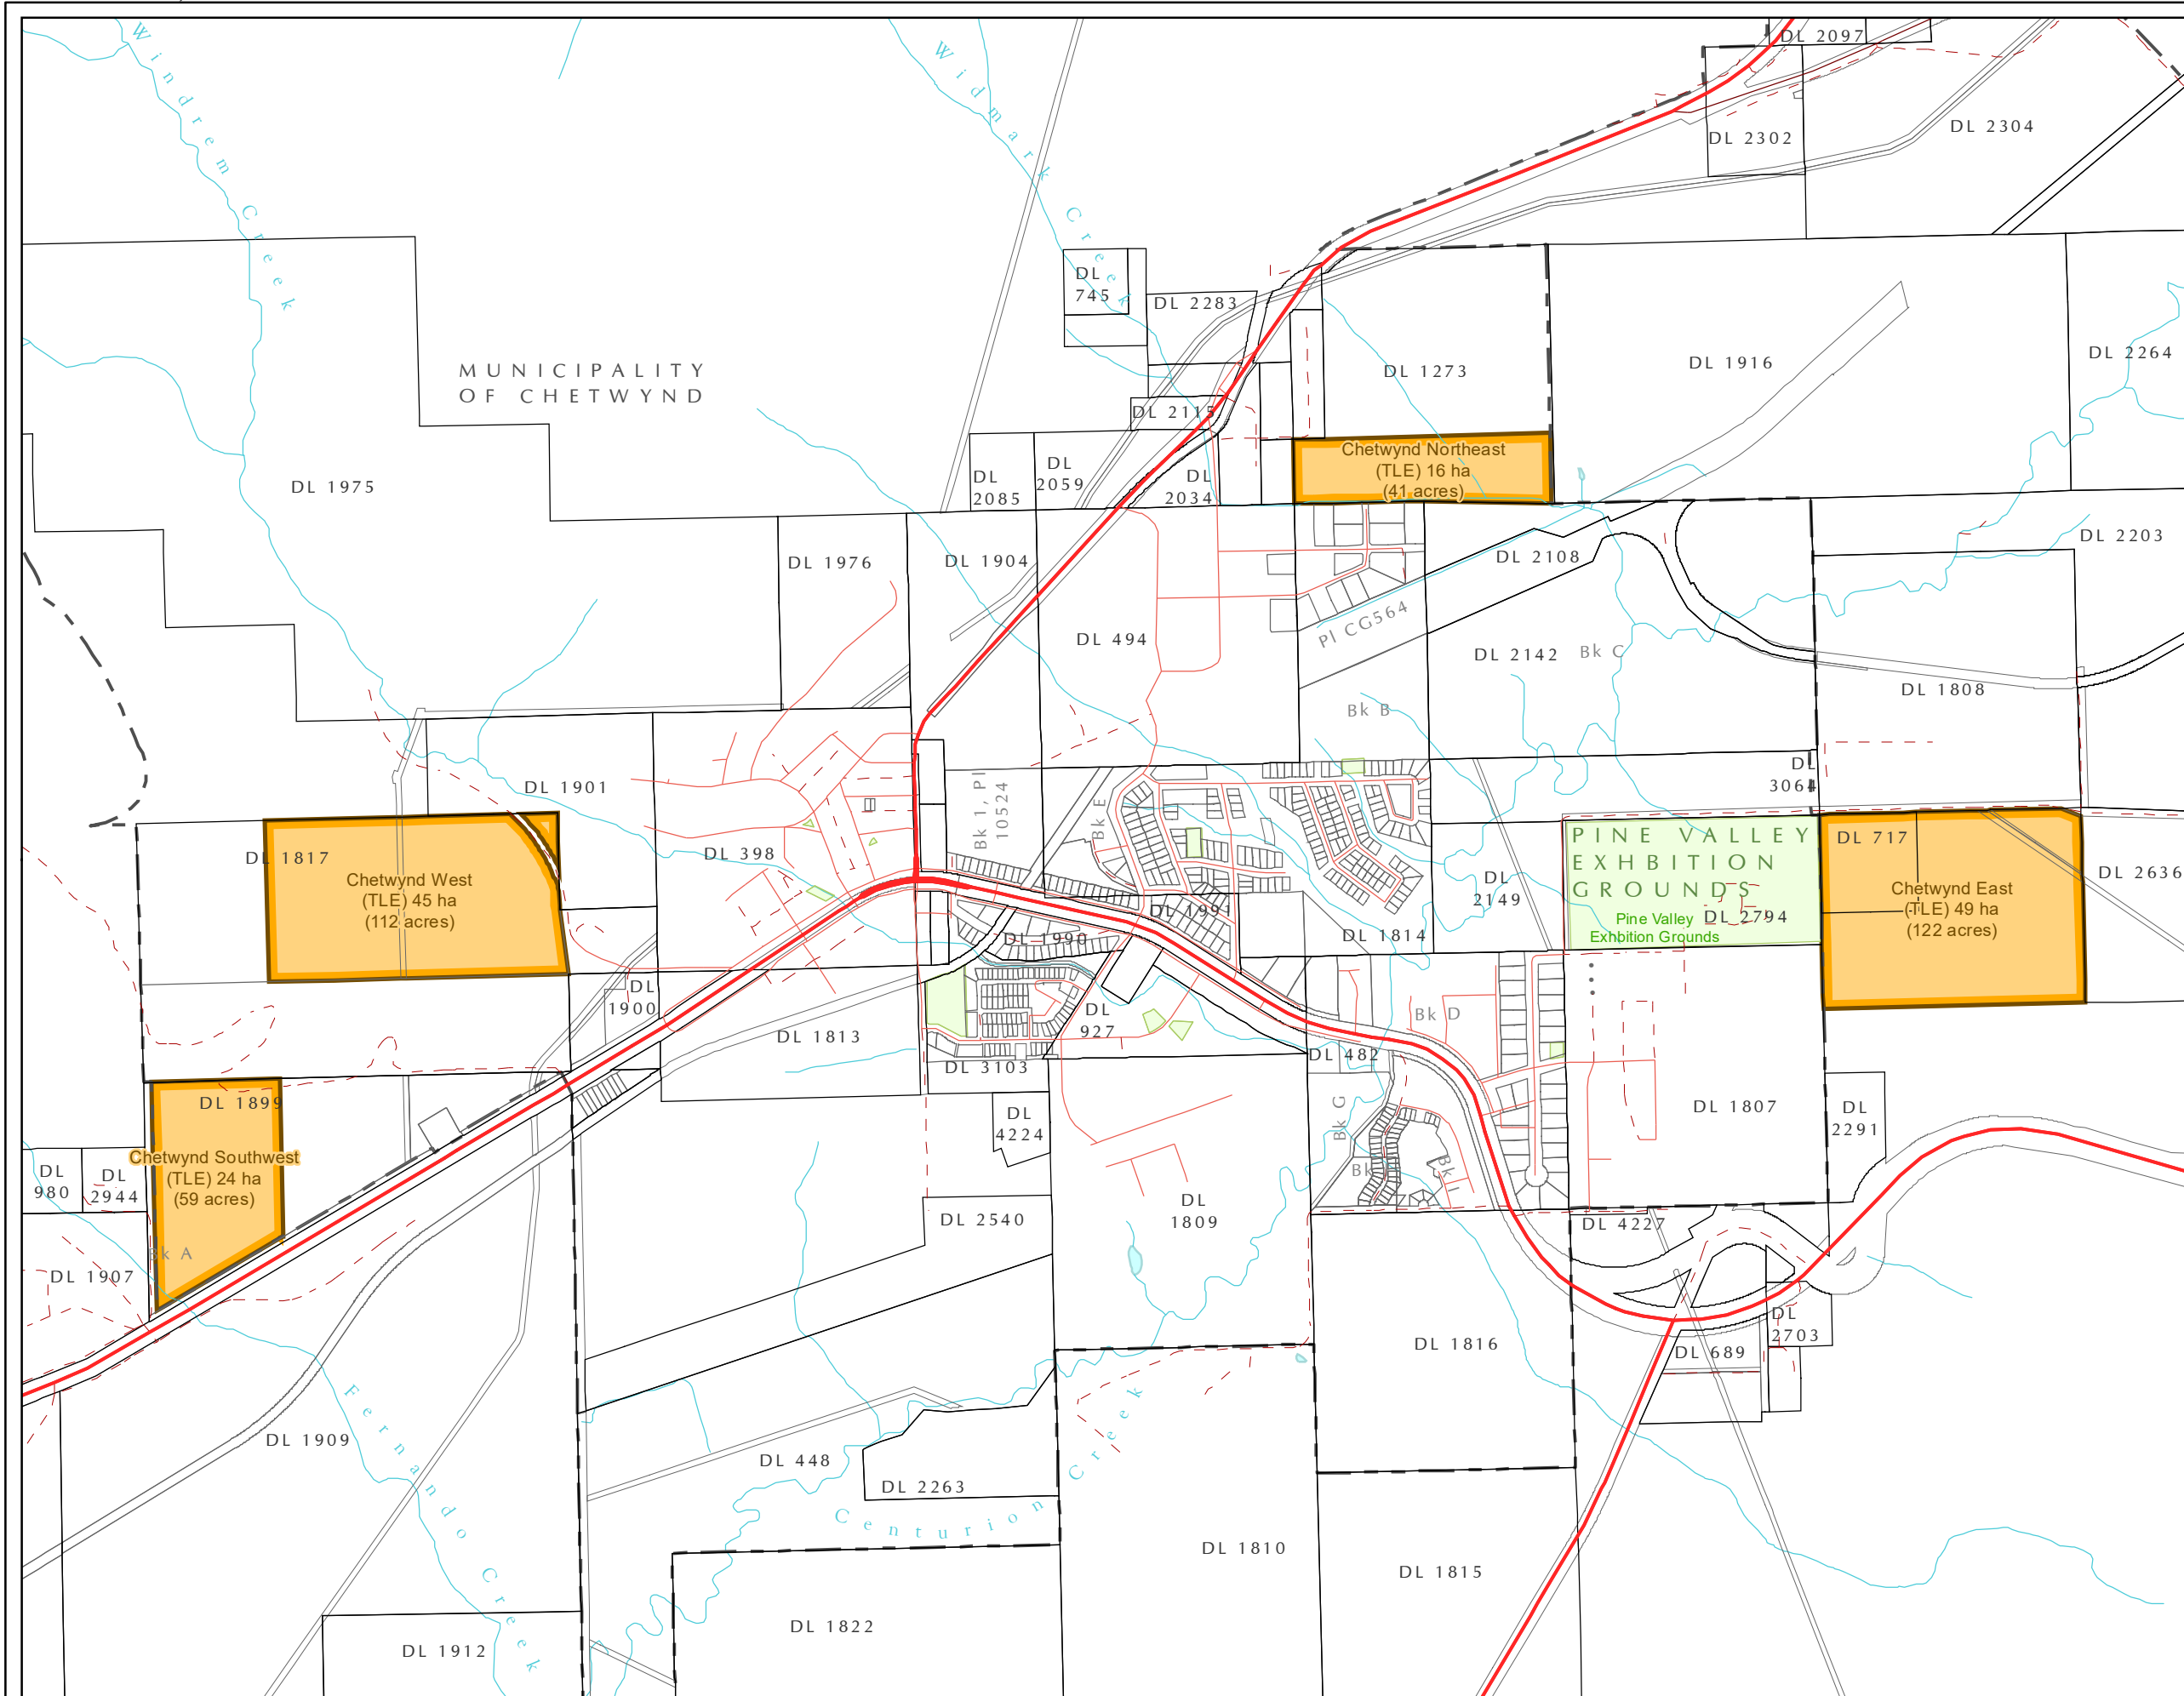 DL 2097
Windrem Creek
Widmark Creek
DL 2302
DL 2304
DL
745
DL 2283
MUNICIPALITY
OF CHETWYND
DL 1273
DL 1916
DL 2264
DL 2115
Chetwynd Northeast
(TLE) 16 ha
(41 acres)
DL 1975
DL
2085
DL
2059
DL
2034
DL 1976
DL 1904
DL 2108
DL 2203
DL 494
Pl CG564
DL 2142
Bk C
DL 1808
Bk B
DL 1901
Bk 1, Pl
10524
Bk E
DL
3064
DL 1817
Chetwynd West
(TLE) 45 ha
(112 acres)
DL 398
PINE VALLEY
EXHBITION
GROUNDS
Pine Valley
Exhbition Grounds
DL 2794
DL 717
Chetwynd East
(TLE) 49 ha
(122 acres)
DL 2636
DL
2149
DL 1991
DL 1990
DL 1814
DL
1900
DL 1813
DL
927
Bk D
DL 482
DL 3103
DL 1899
DL
4224
Bk G
DL 1807
DL
2291
DL
980
DL
2944
Chetwynd Southwest
(TLE) 24 ha
(59 acres)
Bk
Bk I
DL 2540
DL
1809
DL 4227
Bk A
DL 1907
DL 1816
DL
2703
DL 689
Fernando Creek
DL 1909
DL 448
DL 2263
Centurion Creek
DL 1810
DL 1815
DL 1822
DL 1912